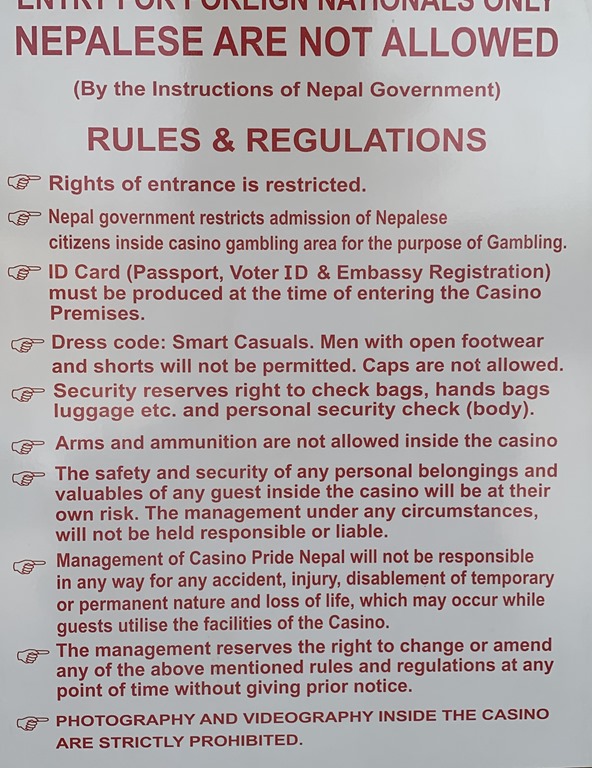 ENTRY FOR FOREIGN NATIONALS ONLY
NEPALESE ARE NOT ALLOWED
(By the Instructions of Nepal Government)
RULES & REGULATIONS
Rights of entrance is restricted.
Nepal government restricts admission of Nepalese
citizens inside casino gambling area for the purpose of Gambling.
ID Card (Passport, Voter ID & Embassy Registration)
must be produced at the time of entering the Casino
Premises.
Dress code: Smart Casuals. Men with open footwear
and shorts will not be permitted. Caps are not allowed.
Security reserves right to check bags, hands bags
luggage etc. and personal security check (body).
Arms and ammunition are not allowed inside the casino
The safety and security of any personal belongings and
valuables of any guest inside the casino will be at their
own risk. The management under any circumstances,
will not be held responsible or liable.
Management of Casino Pride Nepal will not be responsible
in any way for any accident, injury, disablement of temporary
or permanent nature and loss of life, which may occur while
guests utilise the facilities of the Casino.
The management reserves the right to change or amend
any of the above mentioned rules and regulations at any
point of time without giving prior notice.
PHOTOGRAPHY AND VIDEOGRAPHY INSIDE THE CASINO
ARE STRICTLY PROHIBITED.